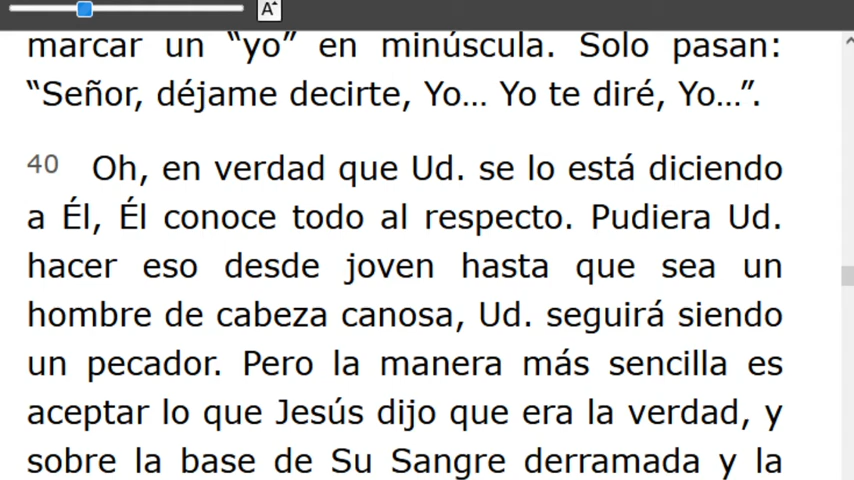 A
marcar un “yo” en minúscula. Solo pasan:
“Señor, déjame decirte, Yo... Yo te diré, Yo...”.
40 Oh, en verdad que Ud. se lo está diciendo
a Él, Él conoce todo al respecto. Pudiera Ud.
hacer eso desde joven hasta que sea un
hombre de cabeza canosa, Ud. seguirá siendo
un pecador. Pero la manera más sencilla es
aceptar lo que Jesús dijo que era la verdad, y
sobre la base de Su Sangre derramada y la